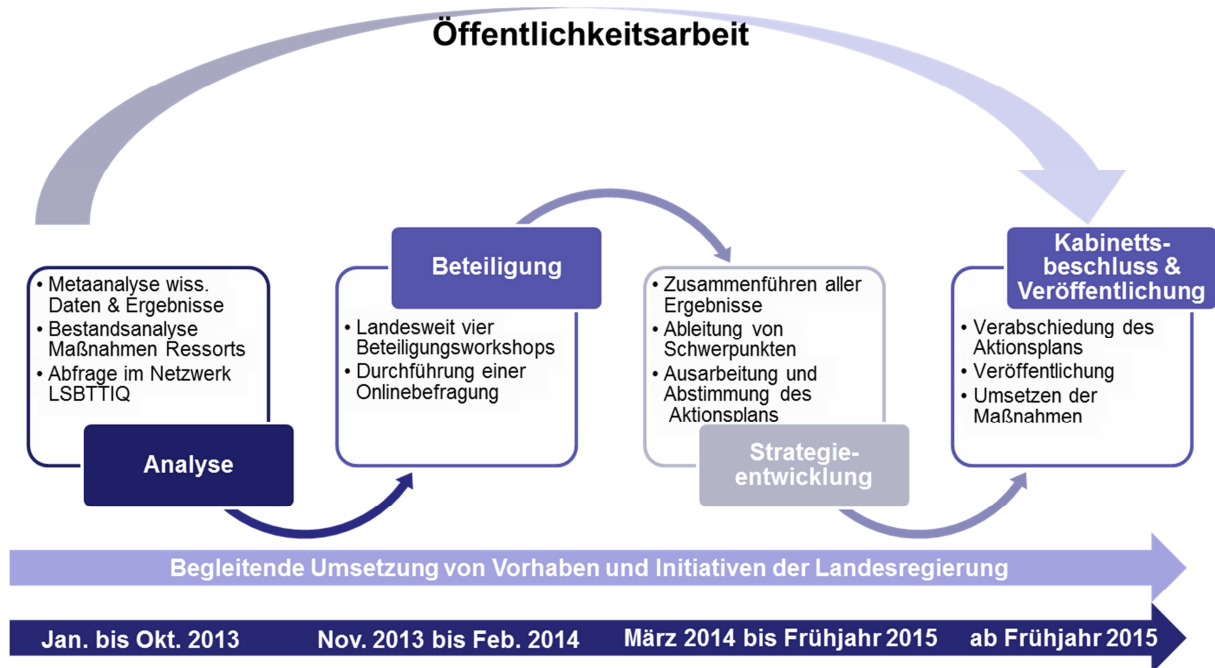 Öffentlichkeitsarbeit
• Metaanalyse wiss.
Daten & Ergebnisse
• Bestandsanalyse
Maßnahmen Ressorts
• Abfrage im Netzwerk
LSBTTIQ
Analyse
Beteiligung
• Landesweit vier
Beteiligungsworkshops
• Durchführung einer
Onlinebefragung
• Zusammenführen aller
Ergebnisse
• Ableitung von
Schwerpunkten
• Ausarbeitung und
Abstimmung des
Aktionsplans
Strategie-
entwicklung
Kabinetts-
beschluss &
Veröffentlichung
• Verabschiedung des
Aktionsplans
• Veröffentlichung
• Umsetzen der
Maßnahmen
Begleitende Umsetzung von Vorhaben und Initiativen der Landesregierung
Jan. bis Okt. 2013
Nov. 2013 bis Feb. 2014
März 2014 bis Frühjahr 2015
ab Frühjahr 2015